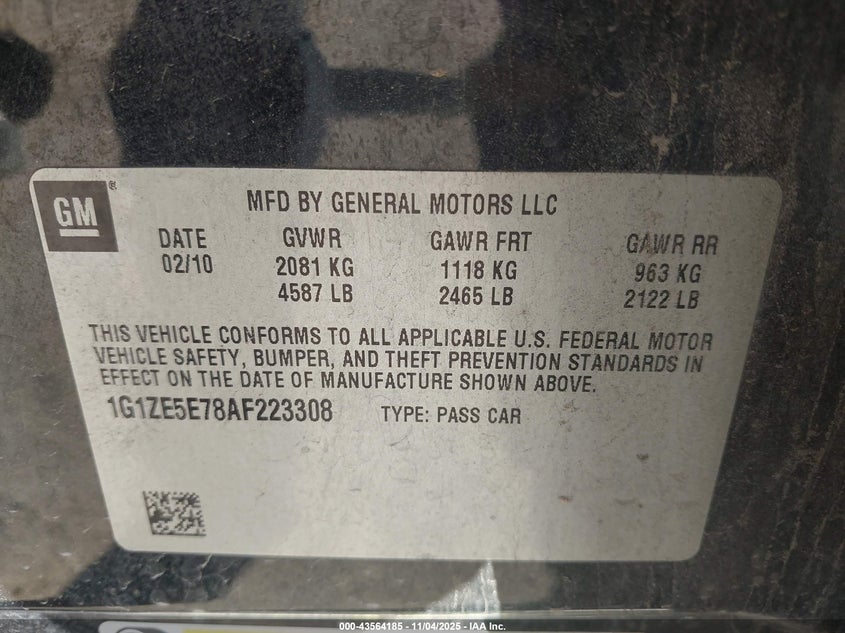 GM®
MFD BY GENERAL MOTORS LLC
DATE GVWR GAWR FRT GAWR RR
02/10 2081 KG 1118 KG 963 KG
4587 LB 2465 LB 2122 LB
THIS VEHICLE CONFORMS TO ALL APPLICABLE U.S. FEDERAL MOTOR
VEHICLE SAFETY, BUMPER, AND THEFT PREVENTION STANDARDS IN
EFFECT ON THE DATE OF MANUFACTURE SHOWN ABOVE.
1G1ZE5E78AF223308 TYPE: PASS CAR
000-43564185 - 11/04/2025 - IAA Inc.